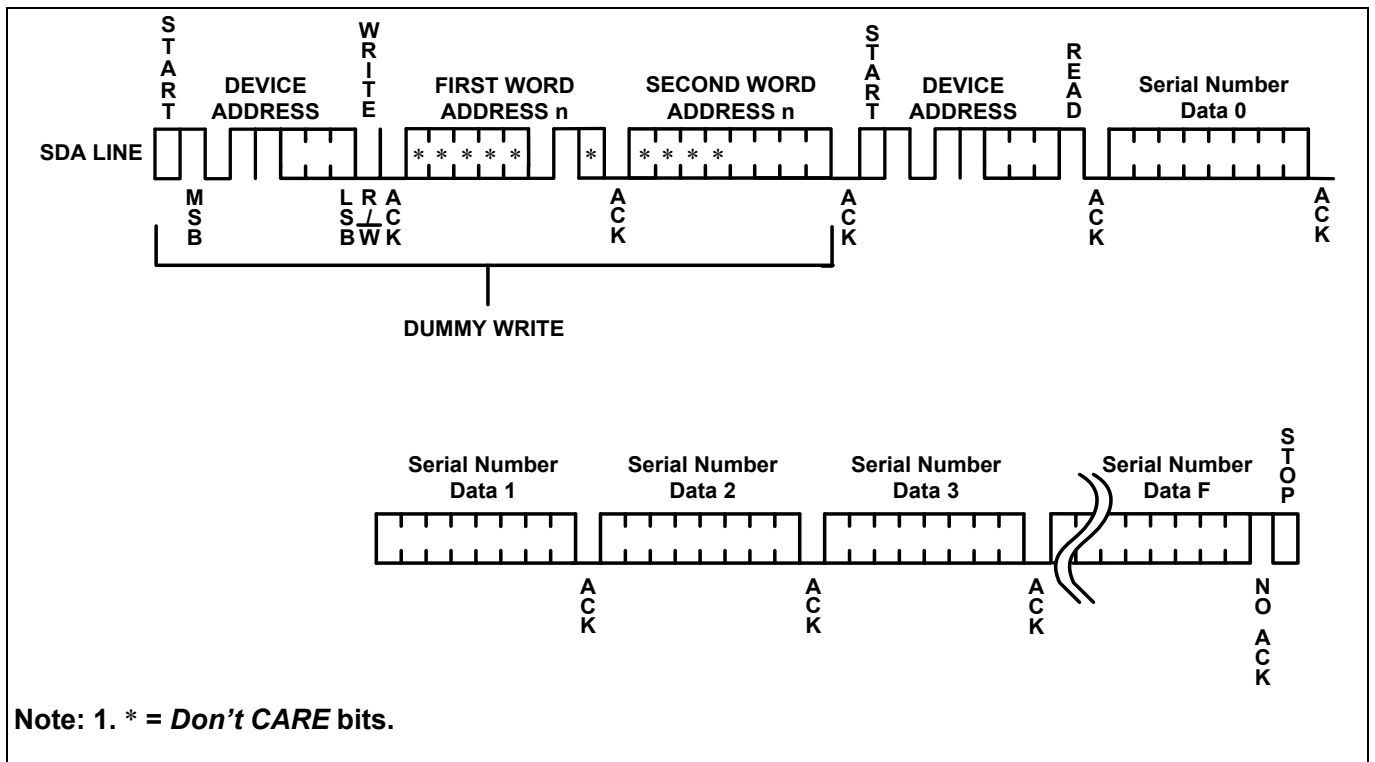 START
DEVICE ADDRESS
WRITE
FIRST WORD ADDRESS n
SECOND WORD ADDRESS n
START
DEVICE ADDRESS
READ
Serial Number Data 0
SDA LINE
* * * * *
*
* * * *
MSB
LSB
R/W
ACK
ACK
ACK
ACK
ACK
DUMMY WRITE
Serial Number Data 1
Serial Number Data 2
Serial Number Data 3
Serial Number Data F
STOP
ACK
ACK
ACK
NO ACK
Note: 1. * = Don't CARE bits.